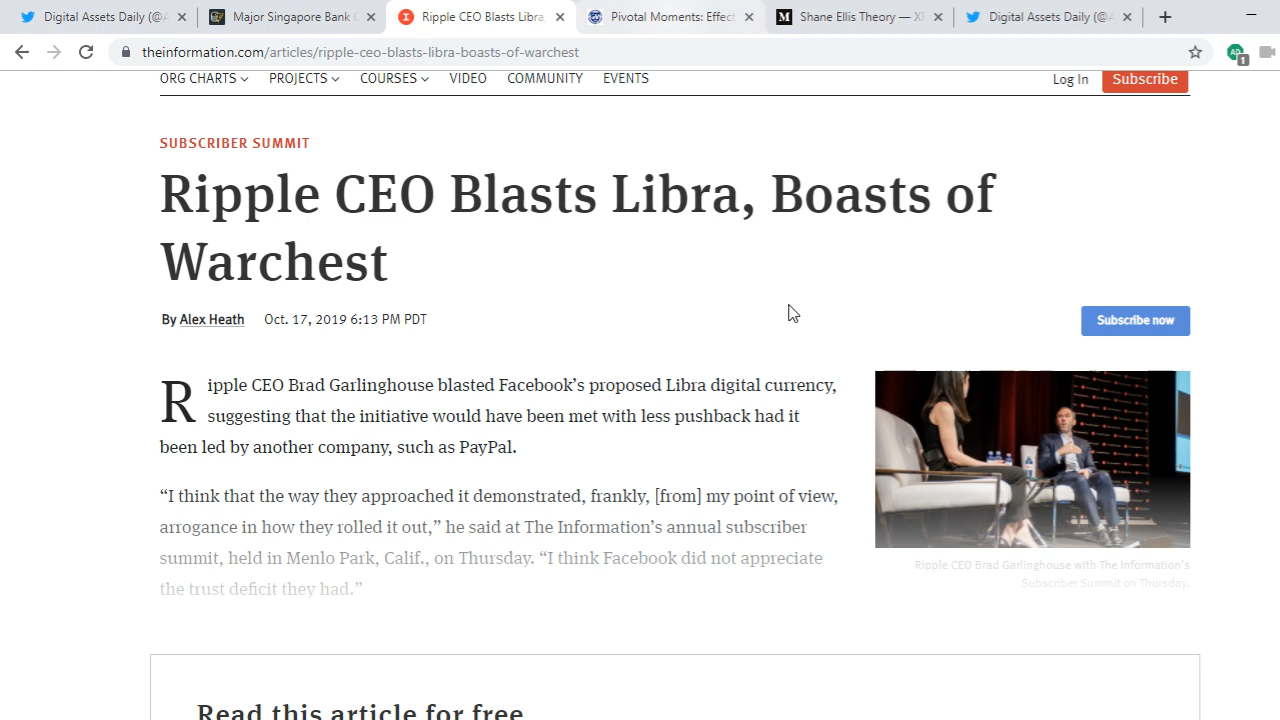 Digital Assets Daily (@A
Major Singapore Bank C
Ripple CEO Blasts Libra,
Pivotal Moments: Effect
Shane Ellis Theory — XF
Digital Assets Daily (@A
theinformation.com/articles/ripple-ceo-blasts-libra-boasts-of-warchest
1
ORG CHARTS PROJECTS COURSES VIDEO COMMUNITY EVENTS Log In Subscribe
SUBSCRIBER SUMMIT
Ripple CEO Blasts Libra, Boasts of
Warchest
By Alex Heath Oct. 17, 2019 6:13 PM PDT
Subscribe now
Ripple CEO Brad Garlinghouse blasted Facebook’s proposed Libra digital currency,
suggesting that the initiative would have been met with less pushback had it
been led by another company, such as PayPal.
“I think that the way they approached it demonstrated, frankly, [from] my point of view,
arrogance in how they rolled it out,” he said at The Information’s annual subscriber
summit, held in Menlo Park, Calif., on Thursday. “I think Facebook did not appreciate
the trust deficit they had.”
Ripple CEO Brad Garlinghouse with The Information's
Subscriber Summit on Thursday.
Read this article for free